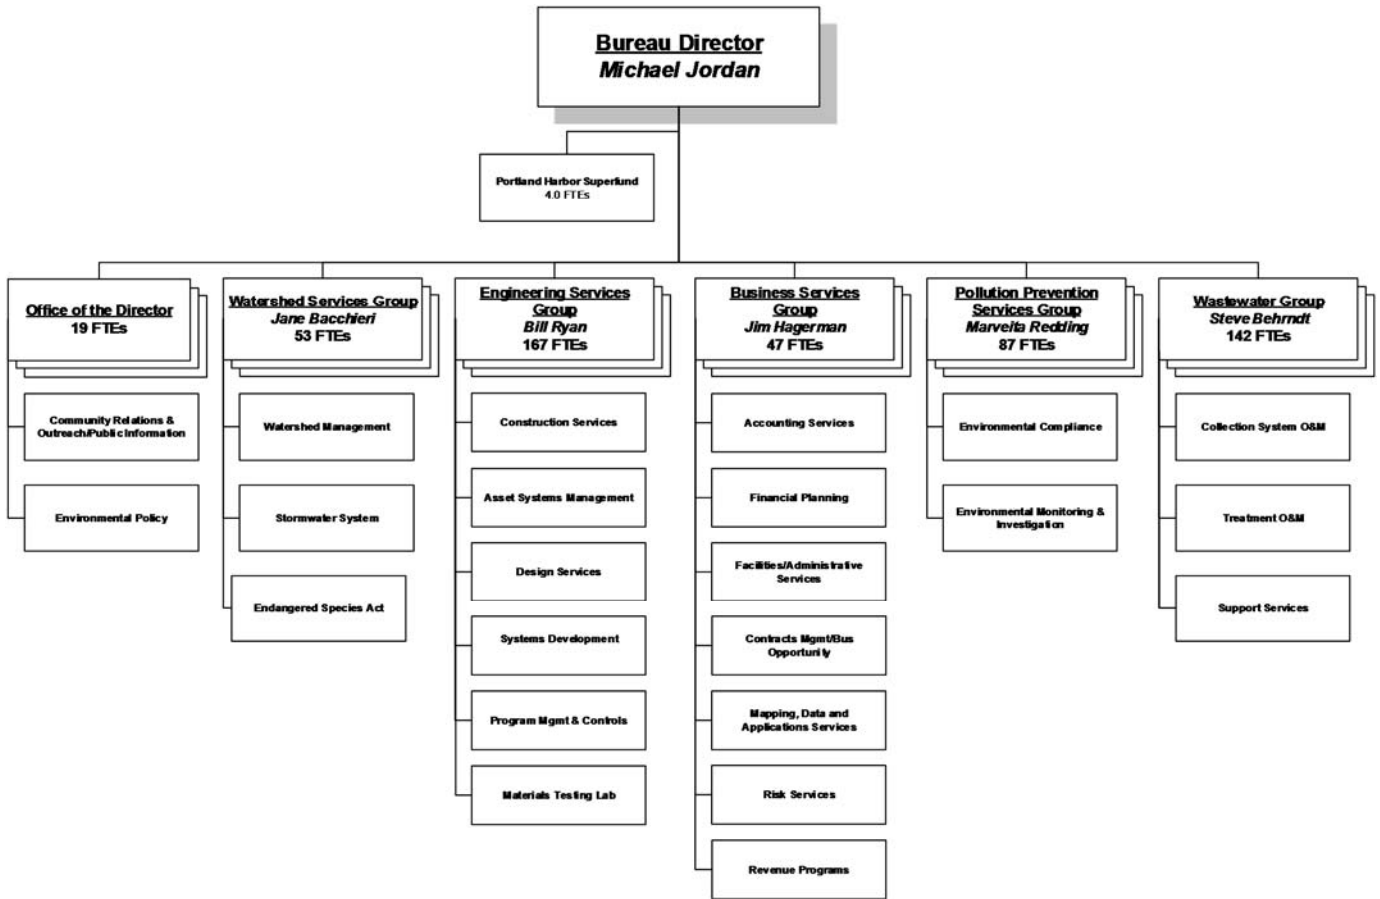 Bureau Director
Michael Jordan
Portland Harbor Superfund
4.0 FTEs
Office of the Director
19 FTEs
Community Relations &
Outreach/Public Information
Environmental Policy
Watershed Services Group
Jane Bacchieri
53 FTEs
Watershed Management
Stormwater System
Endangered Species Act
Engineering Services
Group
Bill Ryan
167 FTEs
Construction Services
Asset Systems Management
Design Services
Systems Development
Program Mgmt & Controls
Materials Testing Lab
Business Services
Group
Jim Hagerman
47 FTEs
Accounting Services
Financial Planning
Facilities/Administrative
Services
Contracts Mgmt/Bus
Opportunity
Mapping, Data and
Applications Services
Risk Services
Revenue Programs
Pollution Prevention
Services Group
Marveita Redding
87 FTEs
Environmental Compliance
Environmental Monitoring &
Investigation
Wastewater Group
Steve Behrndt
142 FTEs
Collection System O&M
Treatment O&M
Support Services